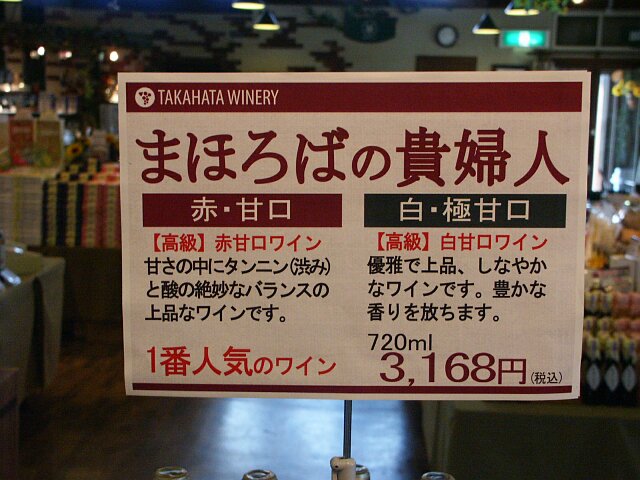 TAKAHATA WINERY
まほろばの貴婦人
赤・甘口
【高級】赤甘口ワイン
甘さの中にタンニン(渋み)
と酸の絶妙なバランスの
上品なワインです。
1番人気のワイン
白・極甘口
【高級】白甘口ワイン
優雅で上品、しなやか
なワインです。豊かな
香りを放ちます。
720ml
3,168円(税込)